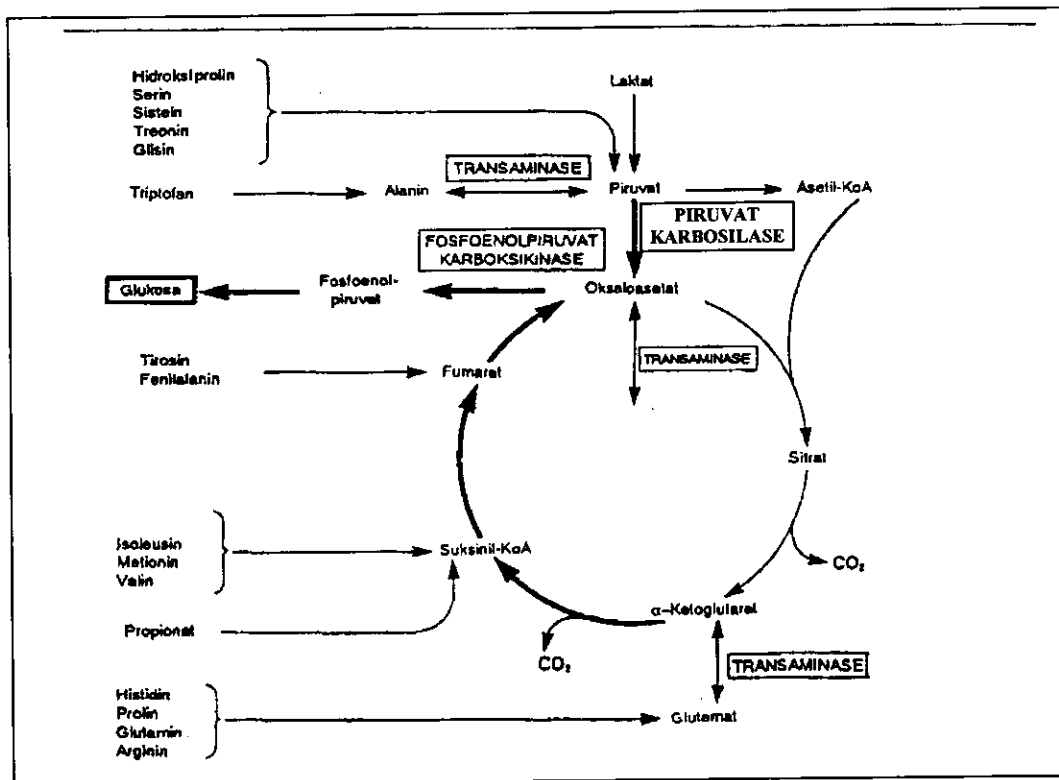 Hidroksiprolin
Serin
Sistein
Treonin
Glisin
Laktat
Triptofan
Alanin
TRANSAMINASE
Piruvat
Asetil-KoA
PIRUVAT
KARBOSILASE
FOSFOENOLPIRUVAT
KARBOKSIKINASE
Glukosa
Fosfoenol-
piruvat
Oksaloasetat
TRANSAMINASE
Tirosin
Fenilalanin
Fumarat
Sitrat
Isoleusin
Metionin
Valin
Suksinil-KoA
CO₂
Propionat
α-Ketoglutarat
CO₂
TRANSAMINASE
Histidin
Prolin
Glutamin
Arginin
Glutamat